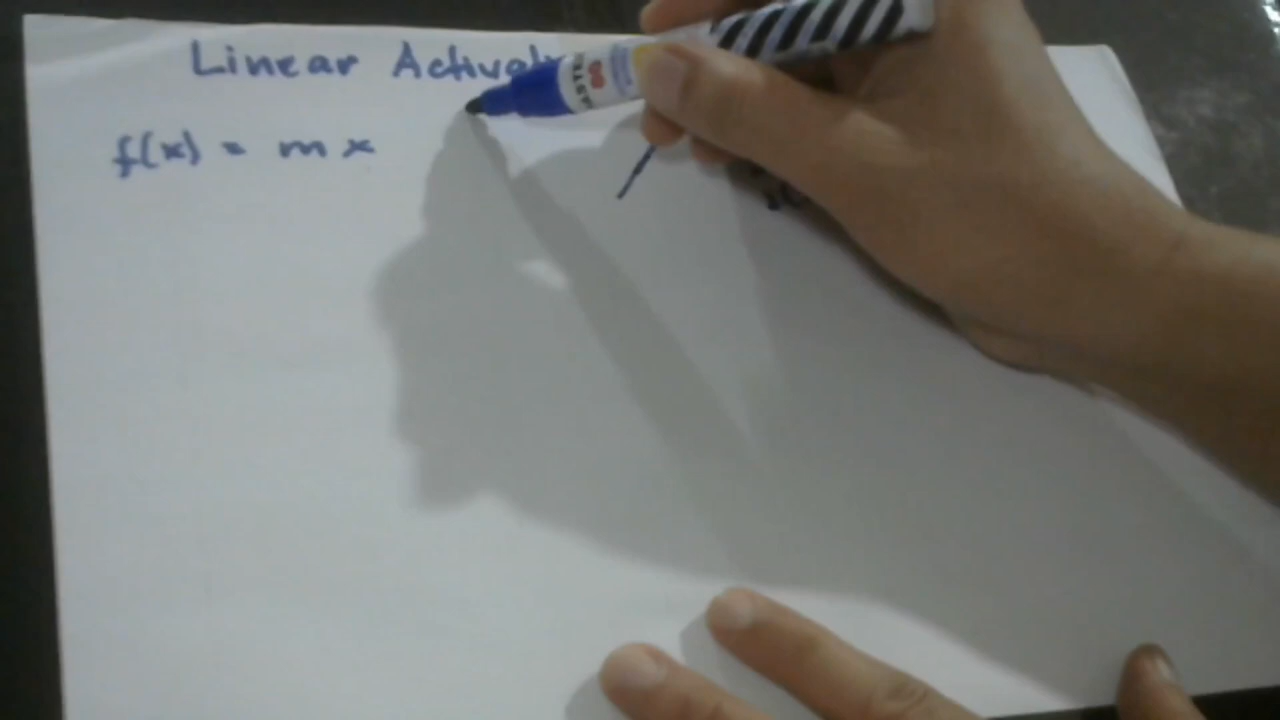 Linear Activat
f(x) = mx